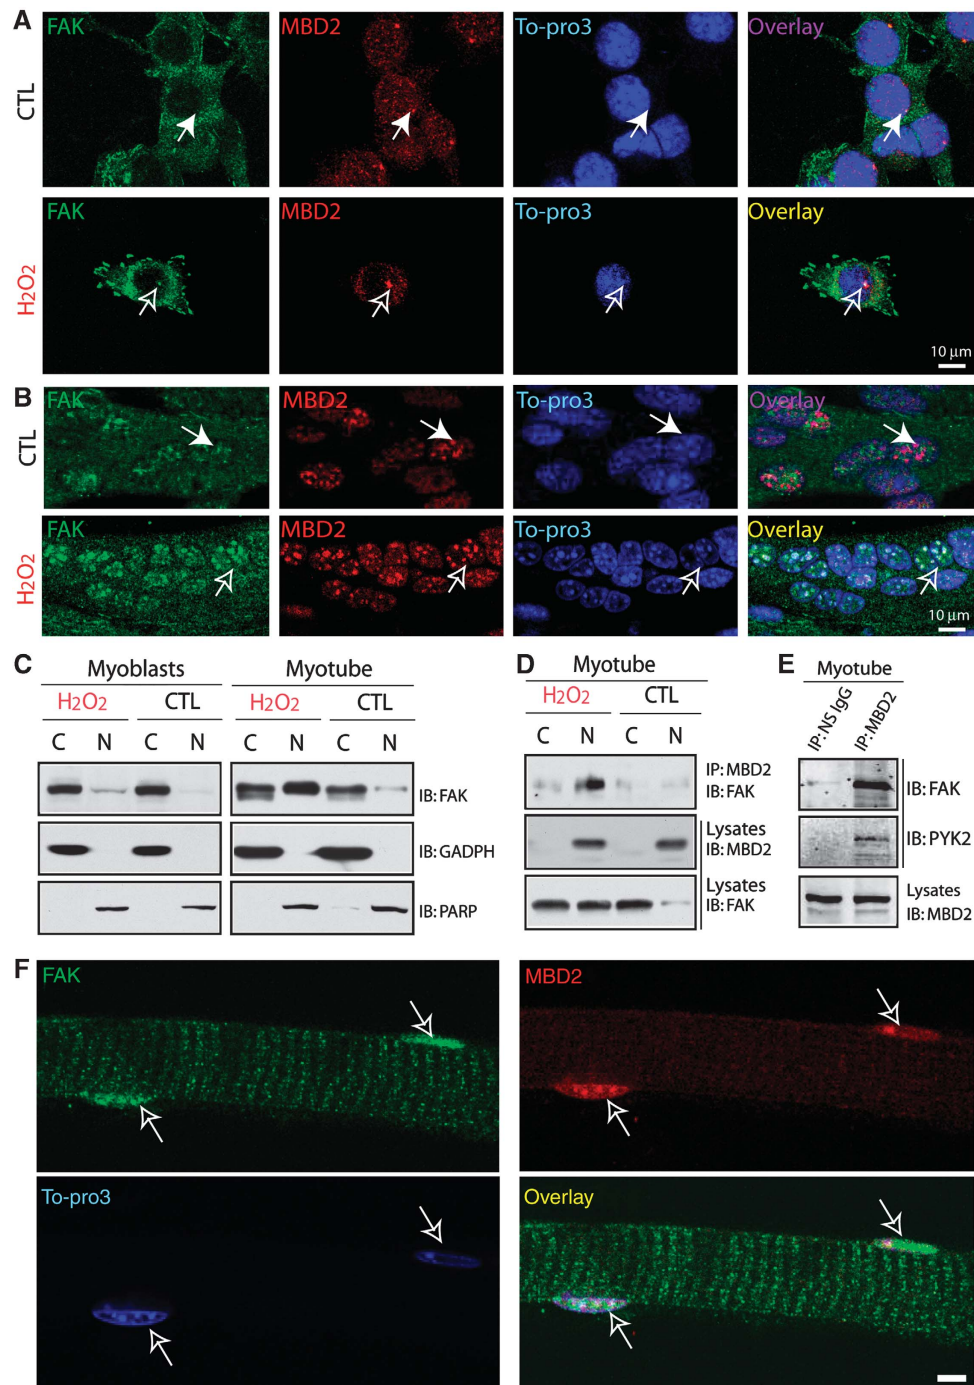 A
FAK MBD2 To-pro3 Overlay
CTL
FAK MBD2 To-pro3 Overlay
H2O2
10 μm
B
FAK MBD2 To-pro3 Overlay
CTL
FAK MBD2 To-pro3 Overlay
H2O2
10 μm
C
Myoblasts Myotube
H2O2 CTL H2O2 CTL
C N C N C N C N
IB:FAK
IB:GADPH
IB:PARP
D
Myotube
H2O2 CTL
C N C N
IP:MBD2
IB:FAK
Lysates
IB:MBD2
Lysates
IB:FAK
E
Myotube
IP:NS IgG IP:MBD2
IB:FAK
IB:PYK2
Lysates
IB:MBD2
F
FAK MBD2
To-pro3 Overlay